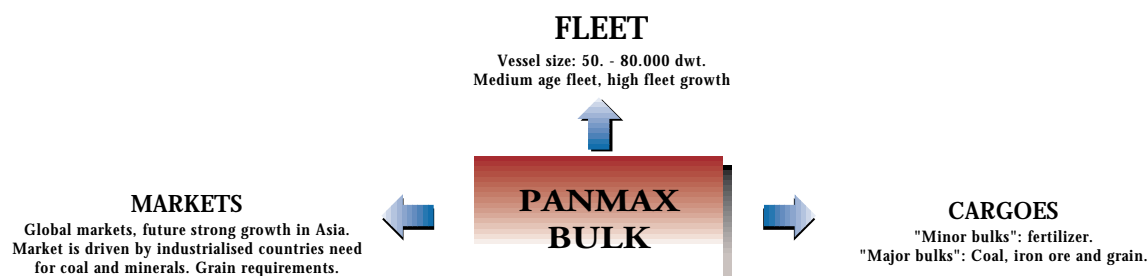 FLEET
Vessel size: 50. - 80.000 dwt.
Medium age fleet, high fleet growth
PANMAX
BULK
MARKETS
Global markets, future strong growth in Asia.
Market is driven by industrialised countries need
for coal and minerals. Grain requirements.
CARGOES
"Minor bulks": fertilizer.
"Major bulks": Coal, iron ore and grain.